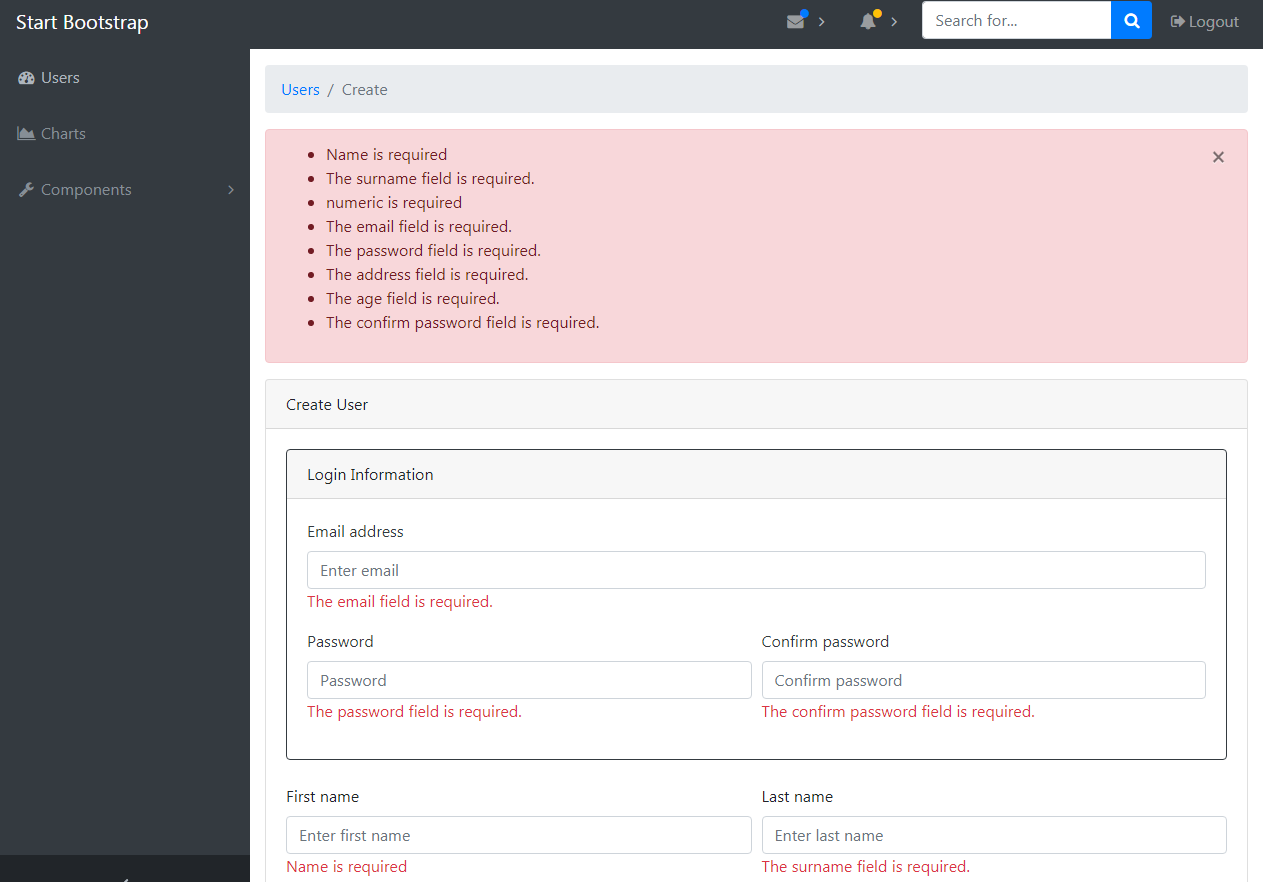 Start Bootstrap
Search for...
Logout
Users
Charts
Components
Users / Create
Name is required
The surname field is required.
numeric is required
The email field is required.
The password field is required.
The address field is required.
The age field is required.
The confirm password field is required.
×
Create User
Login Information
Email address
Enter email
The email field is required.
Password Confirm password
Password Confirm password
The password field is required. The confirm password field is required.
First name Last name
Enter first name Enter last name
Name is required The surname field is required.